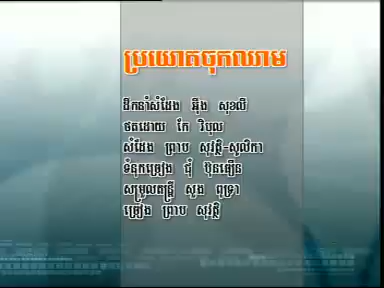 ប្រយោគចុកឈាម
ដឹកនាំសំដែង អ៊ឹង សុខលី
ថតដោយ កែ វិបុល
សំដែង ព្រាប សុវត្ថិ-សូលីកា
ទំនុកច្រៀង ជុំ ប៊ុនធឿន
សម្រួលតន្ត្រី សួង ពុទ្រា
ច្រៀង ព្រាប សុវត្ថិ